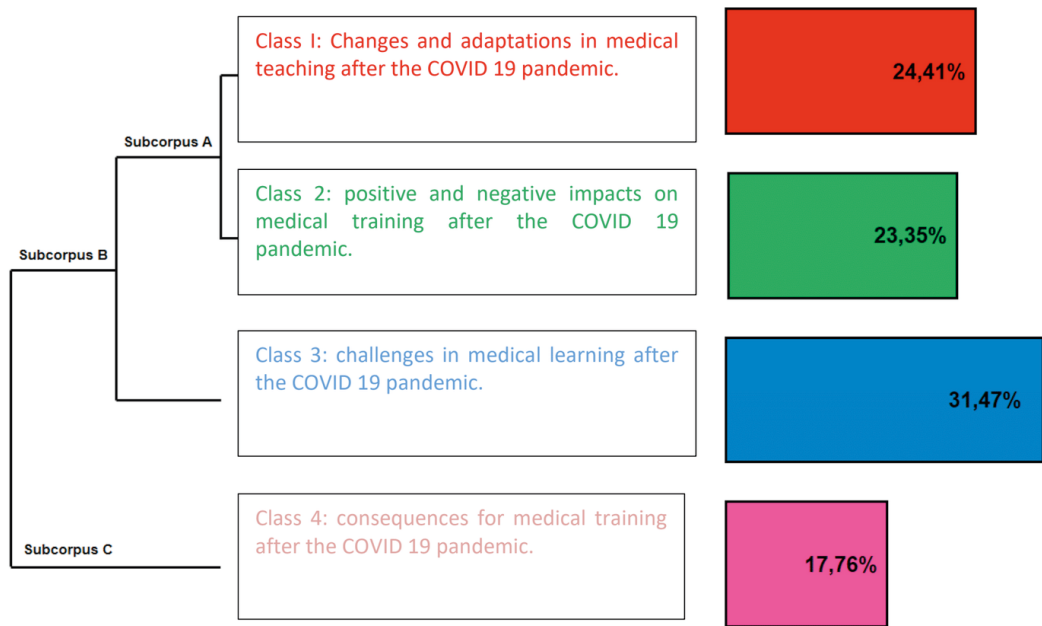 Class I: Changes and adaptations in medical
teaching after the COVID 19 pandemic.
24,41%
Subcorpus A
Class 2: positive and negative impacts on
medical training after the COVID 19
pandemic.
23,35%
Subcorpus B
Class 3: challenges in medical learning after
the COVID 19 pandemic.
31,47%
Class 4: consequences for medical training
after the COVID 19 pandemic.
Subcorpus C
17,76%